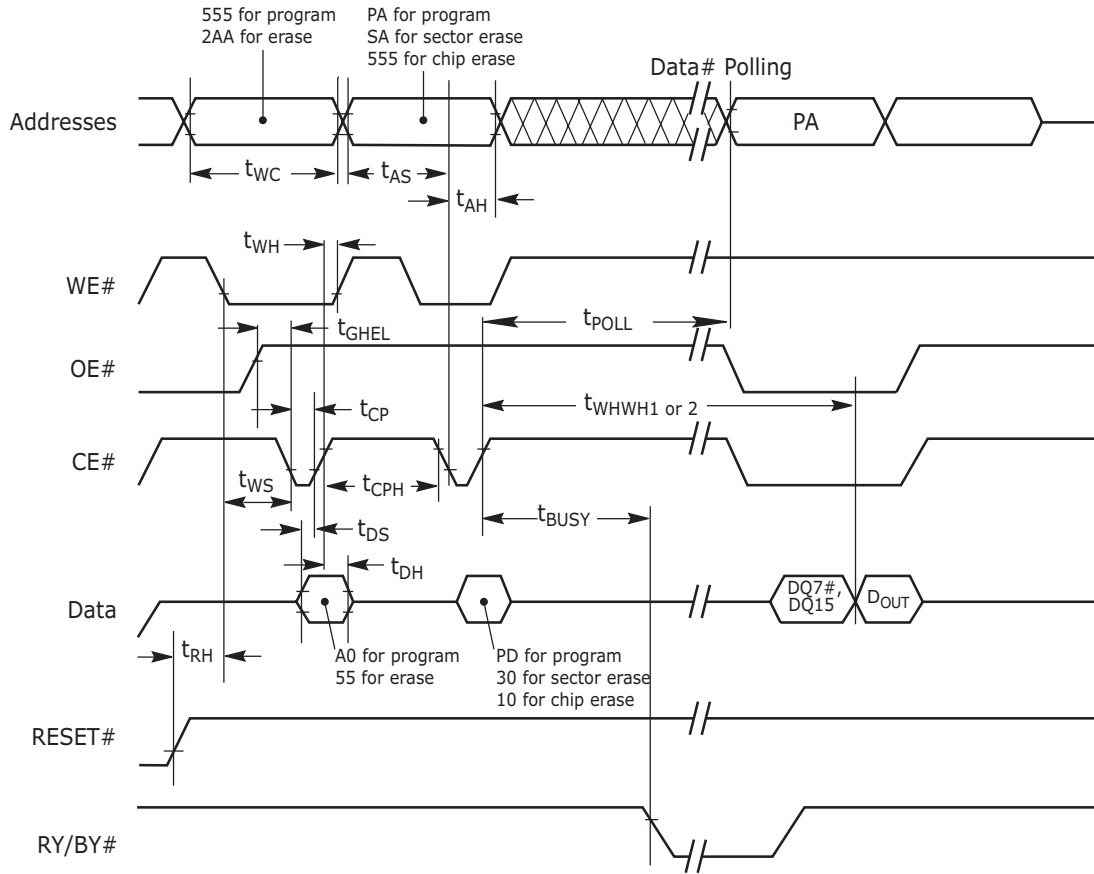 555 for program
2AA for erase
PA for program
SA for sector erase
555 for chip erase
Data# Polling
Addresses
PA
tWC
tAS
tAH
tWH
WE#
tGHEL
tPOLL
OE#
tCP
tWHWH1 or 2
CE#
tWS
tCPH
tDS
tBUSY
tDH
Data
DQ7#,
DQ15
DOUT
tRH
A0 for program
55 for erase
PD for program
30 for sector erase
10 for chip erase
RESET#
RY/BY#